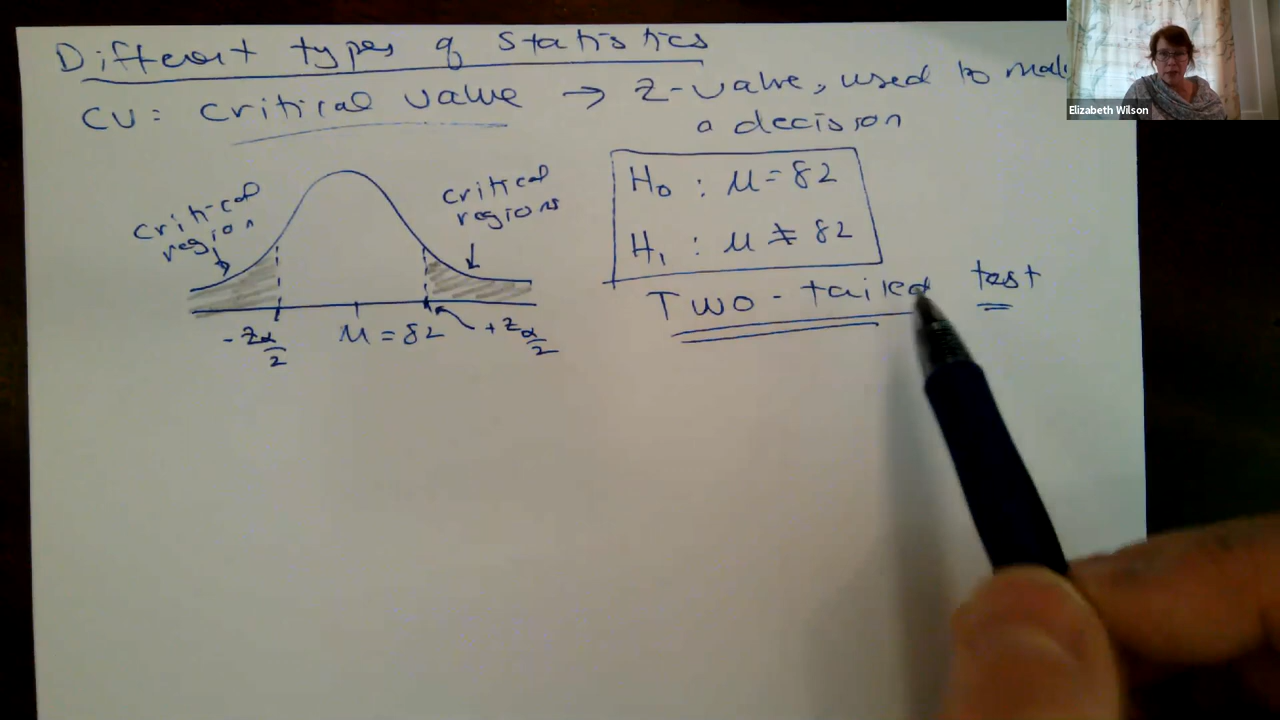 Different types of statistics
CV: critical value → z-value, used to make
a decision
critical
region
critical
regions
H₀ : μ = 82
H₁ : μ ≠ 82
Two-tailed test
-zα/2
μ = 82
+zα/2
Elizabeth Wilson